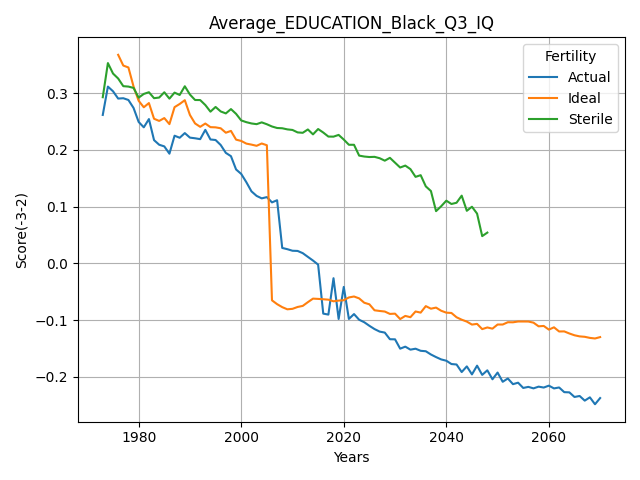 Average_EDUCATION_Black_Q3_IQ
Fertility
Actual
Ideal
Sterile
Score(-3-2)
0.3
0.2
0.1
0.0
−0.1
−0.2
1980
2000
2020
2040
2060
Years